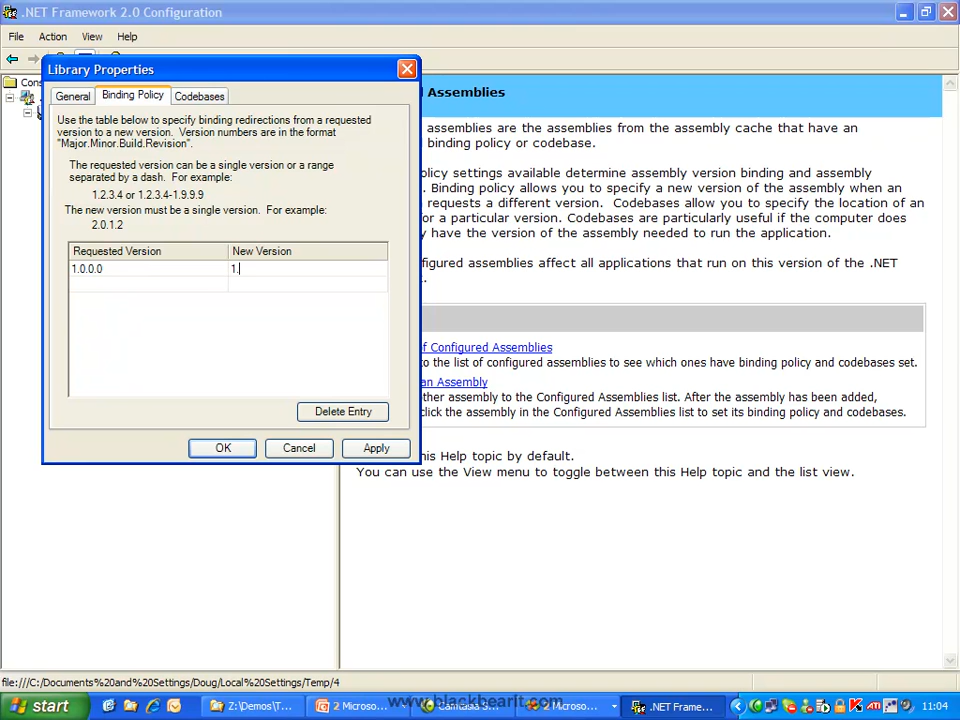 .NET Framework 2.0 Configuration
File Action View Help
Library Properties
Cons
General Binding Policy Codebases
Use the table below to specify binding redirections from a requested
version to a new version. Version numbers are in the format
"Major.Minor.Build.Revision".
The requested version can be a single version or a range
separated by a dash. For example:
1.2.3.4 or 1.2.3.4-1.9.9.9
The new version must be a single version. For example:
2.0.1.2
Requested Version New Version
1.0.0.0 1.
Delete Entry
OK Cancel Apply
Assemblies
assemblies are the assemblies from the assembly cache that have an
binding policy or codebase.
olicy settings available determine assembly version binding and assembly
. Binding policy allows you to specify a new version of the assembly when an
requests a different version. Codebases allow you to specify the location of an
for a particular version. Codebases are particularly useful if the computer does
y have the version of the assembly needed to run the application.
figured assemblies affect all applications that run on this version of the .NET
.
of Configured Assemblies
to the list of configured assemblies to see which ones have binding policy and codebases set.
an Assembly
other assembly to the Configured Assemblies list. After the assembly has been added,
click the assembly in the Configured Assemblies list to set its binding policy and codebases.
his Help topic by default.
You can use the View menu to toggle between this Help topic and the list view.
file:///C:/Documents%20and%20Settings/Doug/Local%20Settings/Temp/4
start Z:\Demos\T... 2 Microso... Camtasia S... 2 Microso... .NET Frame... 11:04
www.blackbearit.com